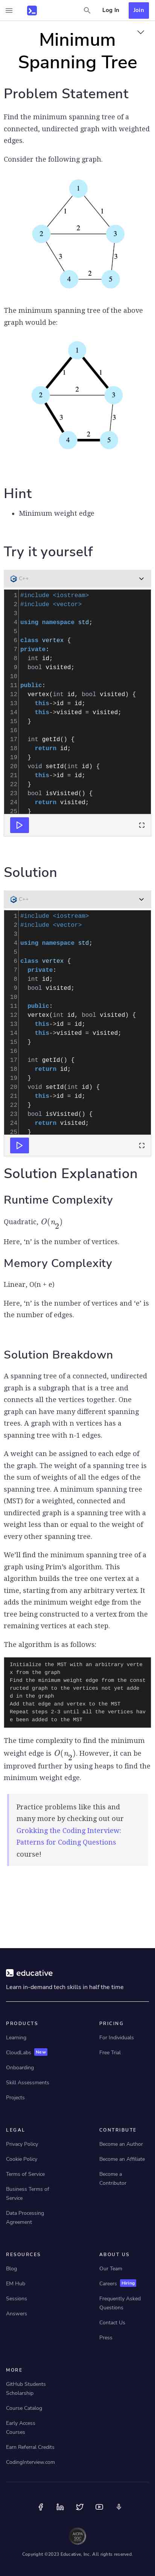 Log In
Join
Minimum
Spanning Tree
Problem Statement
Find the minimum spanning tree of a
connected, undirected graph with weighted
edges.
Consider the following graph.
1
1
1
2
2
3
3
3
4
2
5
The minimum spanning tree of the above
graph would be:
1
1
1
2
2
3
3
3
4
2
5
Hint
Minimum weight edge
Try it yourself
C++
1 #include <iostream>
2 #include <vector>
3
4 using namespace std;
5
6 class vertex {
7 private:
8 int id;
9 bool visited;
10
11 public:
12 vertex(int id, bool visited) {
13 this->id = id;
14 this->visited = visited;
15 }
16
17 int getId() {
18 return id;
19 }
20 void setId(int id) {
21 this->id = id;
22 }
23 bool isVisited() {
24 return visited;
25 }
Solution
C++
1 #include <iostream>
2 #include <vector>
3
4 using namespace std;
5
6 class vertex {
7 private:
8 int id;
9 bool visited;
10
11 public:
12 vertex(int id, bool visited) {
13 this->id = id;
14 this->visited = visited;
15 }
16
17 int getId() {
18 return id;
19 }
20 void setId(int id) {
21 this->id = id;
22 }
23 bool isVisited() {
24 return visited;
25 }
Solution Explanation
Runtime Complexity
Quadratic, O(n2)
Here, ‘n’ is the number of vertices.
Memory Complexity
Linear, O(n + e)
Here, ‘n’ is the number of vertices and ‘e’ is
the number of edges.
Solution Breakdown
A spanning tree of a connected, undirected
graph is a subgraph that is a tree and
connects all the vertices together. One
graph can have many different spanning
trees. A graph with n vertices has a
spanning tree with n-1 edges.
A weight can be assigned to each edge of
the graph. The weight of a spanning tree is
the sum of weights of all the edges of the
spanning tree. A minimum spanning tree
(MST) for a weighted, connected and
undirected graph is a spanning tree with a
weight less than or equal to the weight of
every other spanning tree.
We’ll find the minimum spanning tree of a
graph using Prim’s algorithm. This
algorithm builds the tree one vertex at a
time, starting from any arbitrary vertex. It
adds the minimum weight edge from the
tree being constructed to a vertex from the
remaining vertices at each step.
The algorithm is as follows:
Initialize the MST with an arbitrary verte
x from the graph
Find the minimum weight edge from the const
ructed graph to the vertices not yet adde
d in the graph
Add that edge and vertex to the MST
Repeat steps 2-3 until all the vertices hav
e been added to the MST
The time complexity to find the minimum
weight edge is O(n2). However, it can be
improved further by using heaps to find the
minimum weight edge.
Practice problems like this and
many more by checking out our
Grokking the Coding Interview:
Patterns for Coding Questions
course!
educative
Learn in-demand tech skills in half the time
PRODUCTS
Learning
CloudLabs New
Onboarding
Skill Assessments
Projects
PRICING
For Individuals
Free Trial
LEGAL
Privacy Policy
Cookie Policy
Terms of Service
Business Terms of
Service
Data Processing
Agreement
CONTRIBUTE
Become an Author
Become an Affiliate
Become a
Contributor
RESOURCES
Blog
EM Hub
Sessions
Answers
ABOUT US
Our Team
Careers Hiring
Frequently Asked
Questions
Contact Us
Press
MORE
GitHub Students
Scholarship
Course Catalog
Early Access
Courses
Earn Referral Credits
CodingInterview.com
Copyright ©2023 Educative, Inc. All rights reserved.